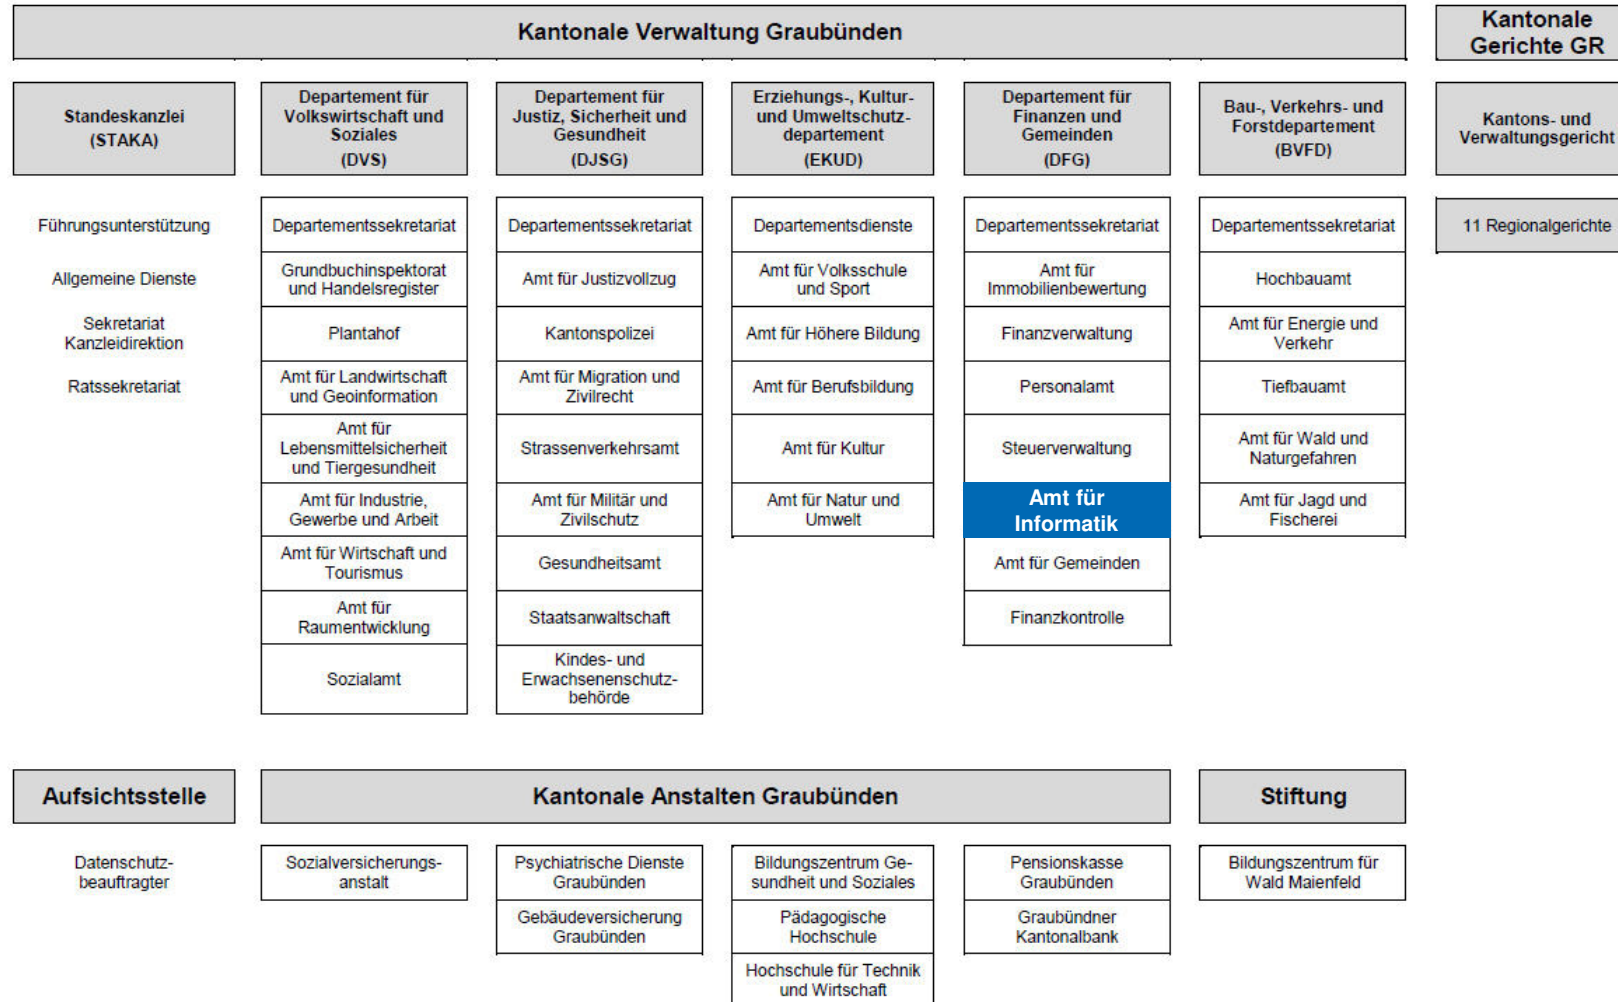 Kantonale Verwaltung Graubünden
Kantonale
Gerichte GR
Standeskanzlei
(STAKA)
Departement für
Volkswirtschaft und
Soziales
(DVS)
Departement für
Justiz, Sicherheit und
Gesundheit
(DJSG)
Erziehungs-, Kultur-
und Umweltschutz-
departement
(EKUD)
Departement für
Finanzen und
Gemeinden
(DFG)
Bau-, Verkehrs- und
Forstdepartement
(BVFD)
Kantons- und
Verwaltungsgericht
Führungsunterstützung
Allgemeine Dienste
Sekretariat
Kanzleidirektion
Ratssekretariat
Departementssekretariat
Grundbuchinspektorat
und Handelsregister
Plantahof
Amt für Landwirtschaft
und Geoinformation
Amt für
Lebensmittelsicherheit
und Tiergesundheit
Amt für Industrie,
Gewerbe und Arbeit
Amt für Wirtschaft und
Tourismus
Amt für
Raumentwicklung
Sozialamt
Departementssekretariat
Amt für Justizvollzug
Kantonspolizei
Amt für Migration und
Zivilrecht
Strassenverkehrsamt
Amt für Militär und
Zivilschutz
Gesundheitsamt
Staatsanwaltschaft
Kindes- und
Erwachsenenschutz-
behörde
Departementsdienste
Amt für Volksschule
und Sport
Amt für Höhere Bildung
Amt für Berufsbildung
Amt für Kultur
Amt für Natur und
Umwelt
Departementssekretariat
Amt für
Immobilienbewertung
Finanzverwaltung
Personalamt
Steuerverwaltung
Amt für
Informatik
Amt für Gemeinden
Finanzkontrolle
Departementssekretariat
Hochbauamt
Amt für Energie und
Verkehr
Tiefbauamt
Amt für Wald und
Naturgefahren
Amt für Jagd und
Fischerei
11 Regionalgerichte
Aufsichtsstelle
Kantonale Anstalten Graubünden
Stiftung
Datenschutz-
beauftragter
Sozialversicherungs-
anstalt
Psychiatrische Dienste
Graubünden
Gebäudeversicherung
Graubünden
Bildungszentrum Ge-
sundheit und Soziales
Pädagogische
Hochschule
Hochschule für Technik
und Wirtschaft
Pensionskasse
Graubünden
Graubündner
Kantonalbank
Bildungszentrum für
Wald Maienfeld